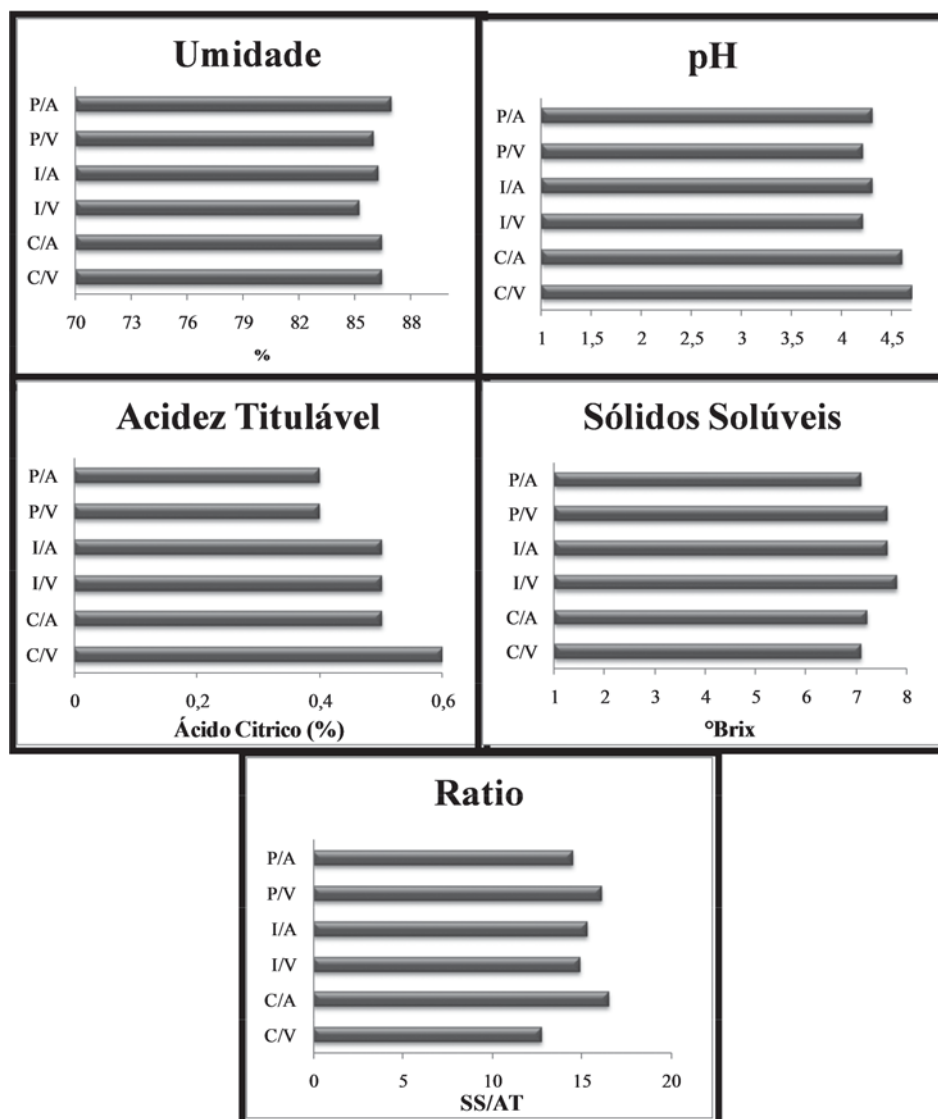 Umidade
P/A
P/V
I/A
I/V
C/A
C/V
70 73 76 79 82 85 88
%
pH
P/A
P/V
I/A
I/V
C/A
C/V
1 1,5 2 2,5 3 3,5 4 4,5
Acidez Titulável
P/A
P/V
I/A
I/V
C/A
C/V
0 0,2 0,4 0,6
Ácido Citrico (%)
Sólidos Solúveis
P/A
P/V
I/A
I/V
C/A
C/V
1 2 3 4 5 6 7 8
°Brix
Ratio
P/A
P/V
I/A
I/V
C/A
C/V
0 5 10 15 20
SS/AT